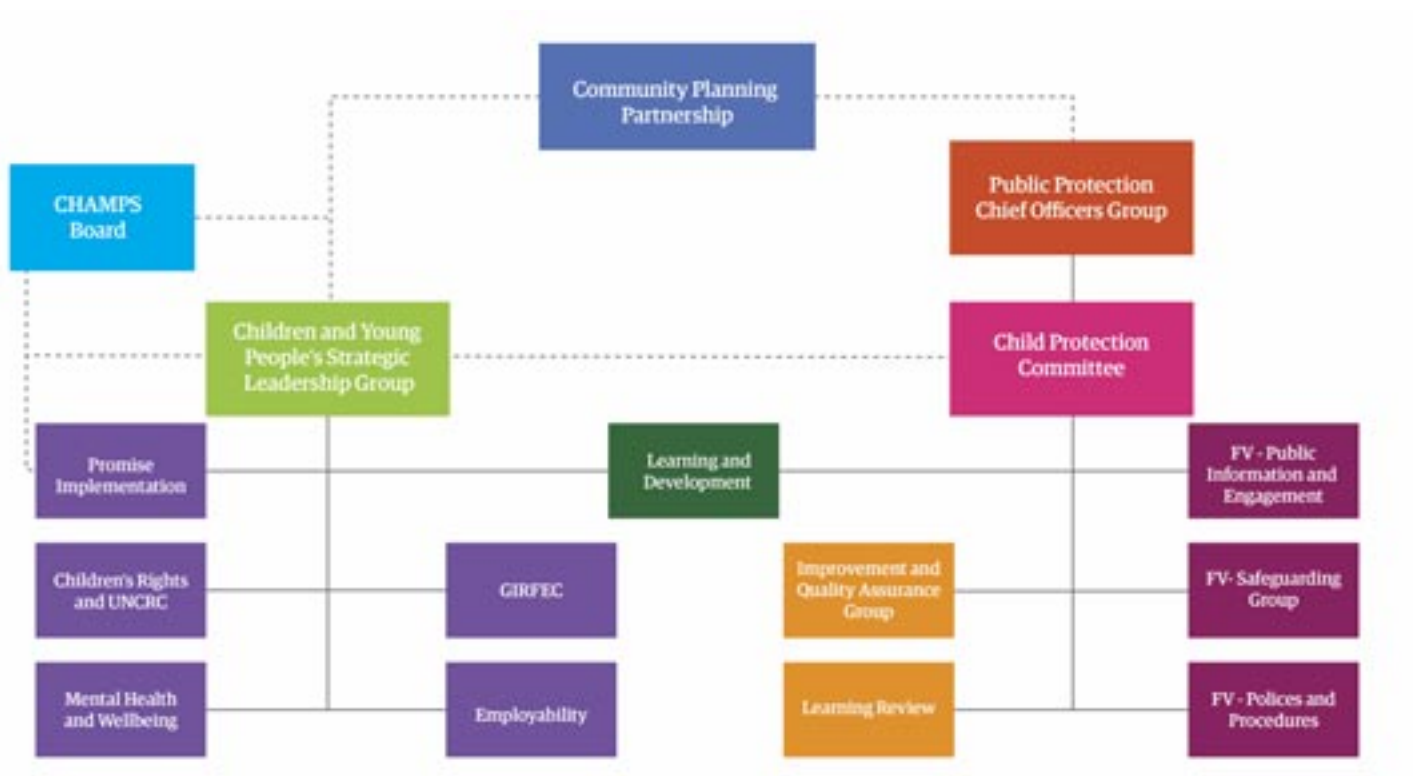 Community Planning
Partnership
CHAMPS
Board
Public Protection
Chief Officers Group
Children and Young
People's Strategic
Leadership Group
Child Protection
Committee
Promise
Implementation
Learning and
Development
FV - Public
Information and
Engagement
Children's Rights
and UNCRC
GIRFEC
Improvement and
Quality Assurance
Group
FV- Safeguarding
Group
Mental Health
and Wellbeing
Employability
Learning Review
FV - Polices and
Procedures